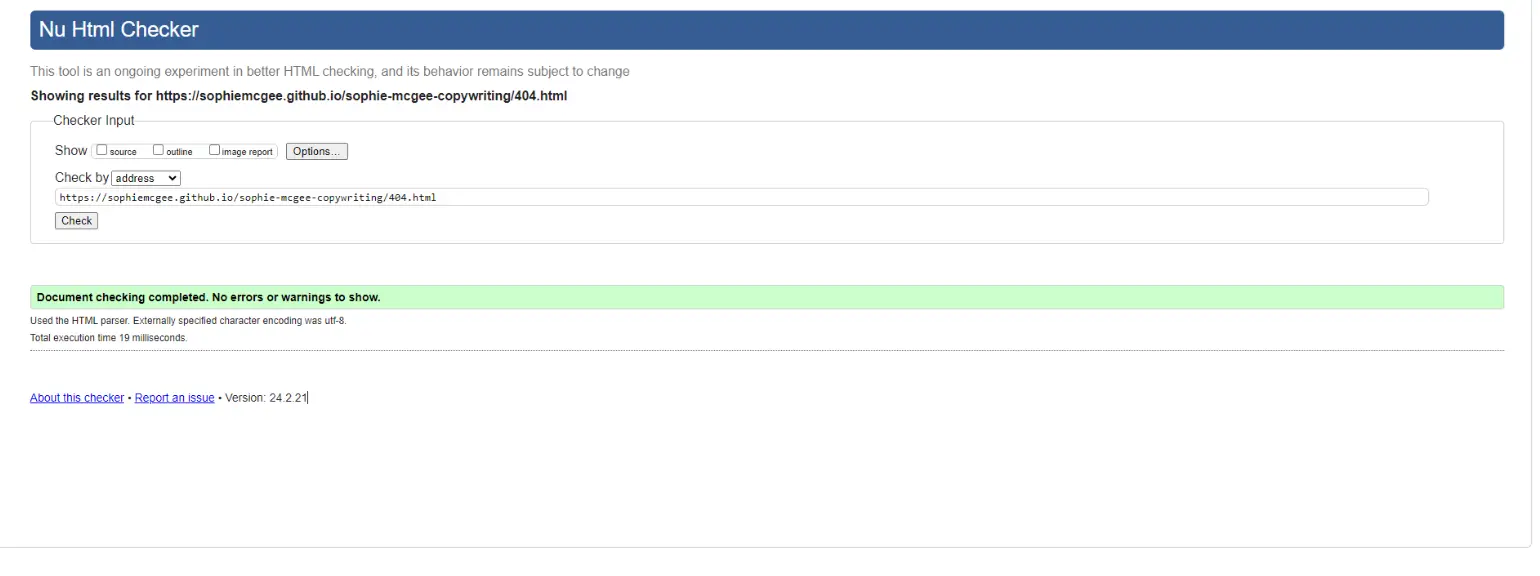 Nu Html Checker
This tool is an ongoing experiment in better HTML checking, and its behavior remains subject to change
Showing results for https://sophiemcgee.github.io/sophie-mcgee-copywriting/404.html
Checker Input
Show source outline image report Options...
Check by address
https://sophiemcgee.github.io/sophie-mcgee-copywriting/404.html
Check
Document checking completed. No errors or warnings to show.
Used the HTML parser. Externally specified character encoding was utf-8.
Total execution time 19 milliseconds.
About this checker • Report an issue • Version: 24.2.21